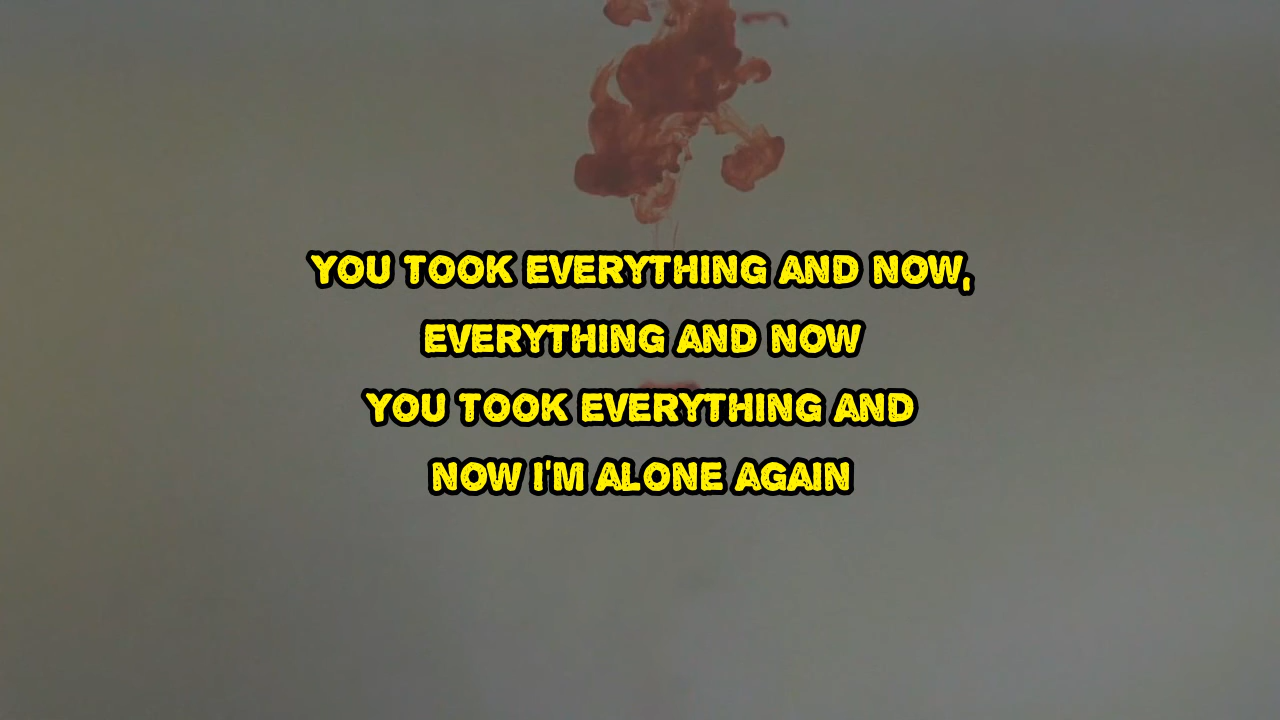 YOU TOOK EVERYTHING AND NOW,
EVERYTHING AND NOW
YOU TOOK EVERYTHING AND
NOW I'M ALONE AGAIN